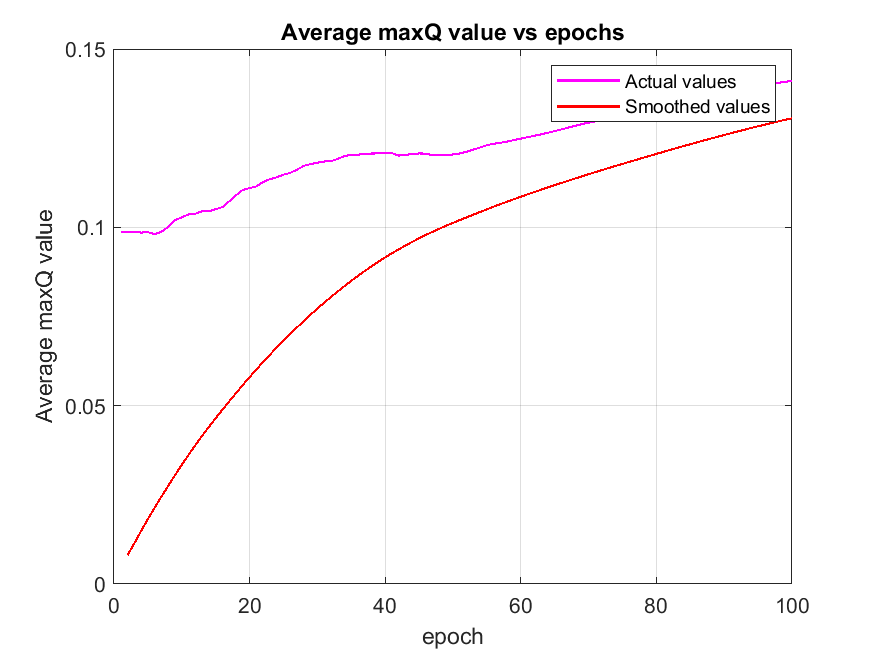 Average maxQ value vs epochs
Actual values
Smoothed values
Average maxQ value
0.15
0.1
0.05
0
0 20 40 60 80 100
epoch